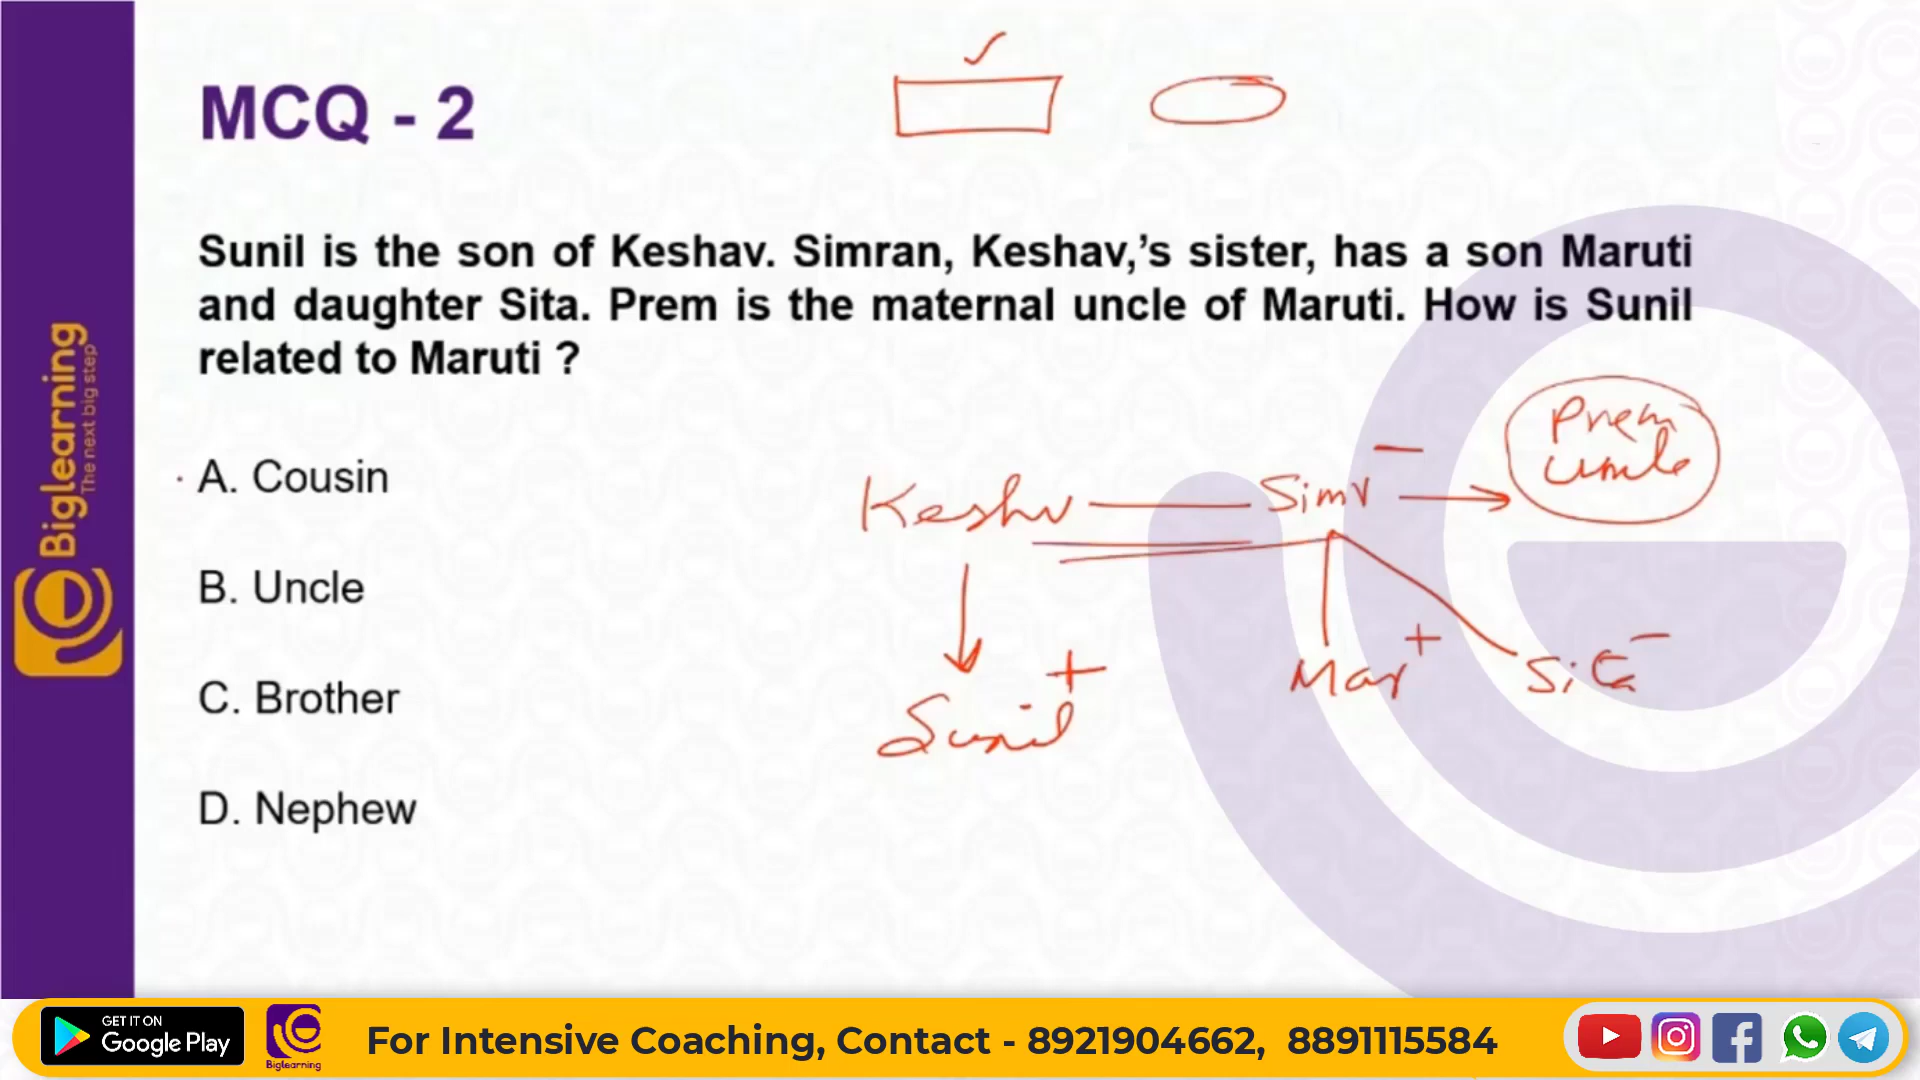 MCQ - 2
Sunil is the son of Keshav. Simran, Keshav,’s sister, has a son Maruti
and daughter Sita. Prem is the maternal uncle of Maruti. How is Sunil
related to Maruti ?
A. Cousin
B. Uncle
C. Brother
D. Nephew
Prem
uncle
Keshv
Simr
Sunil
Mar
Sita
Biglearning
The next big step
GET IT ON
Google Play
Biglearning
For Intensive Coaching, Contact - 8921904662, 8891115584